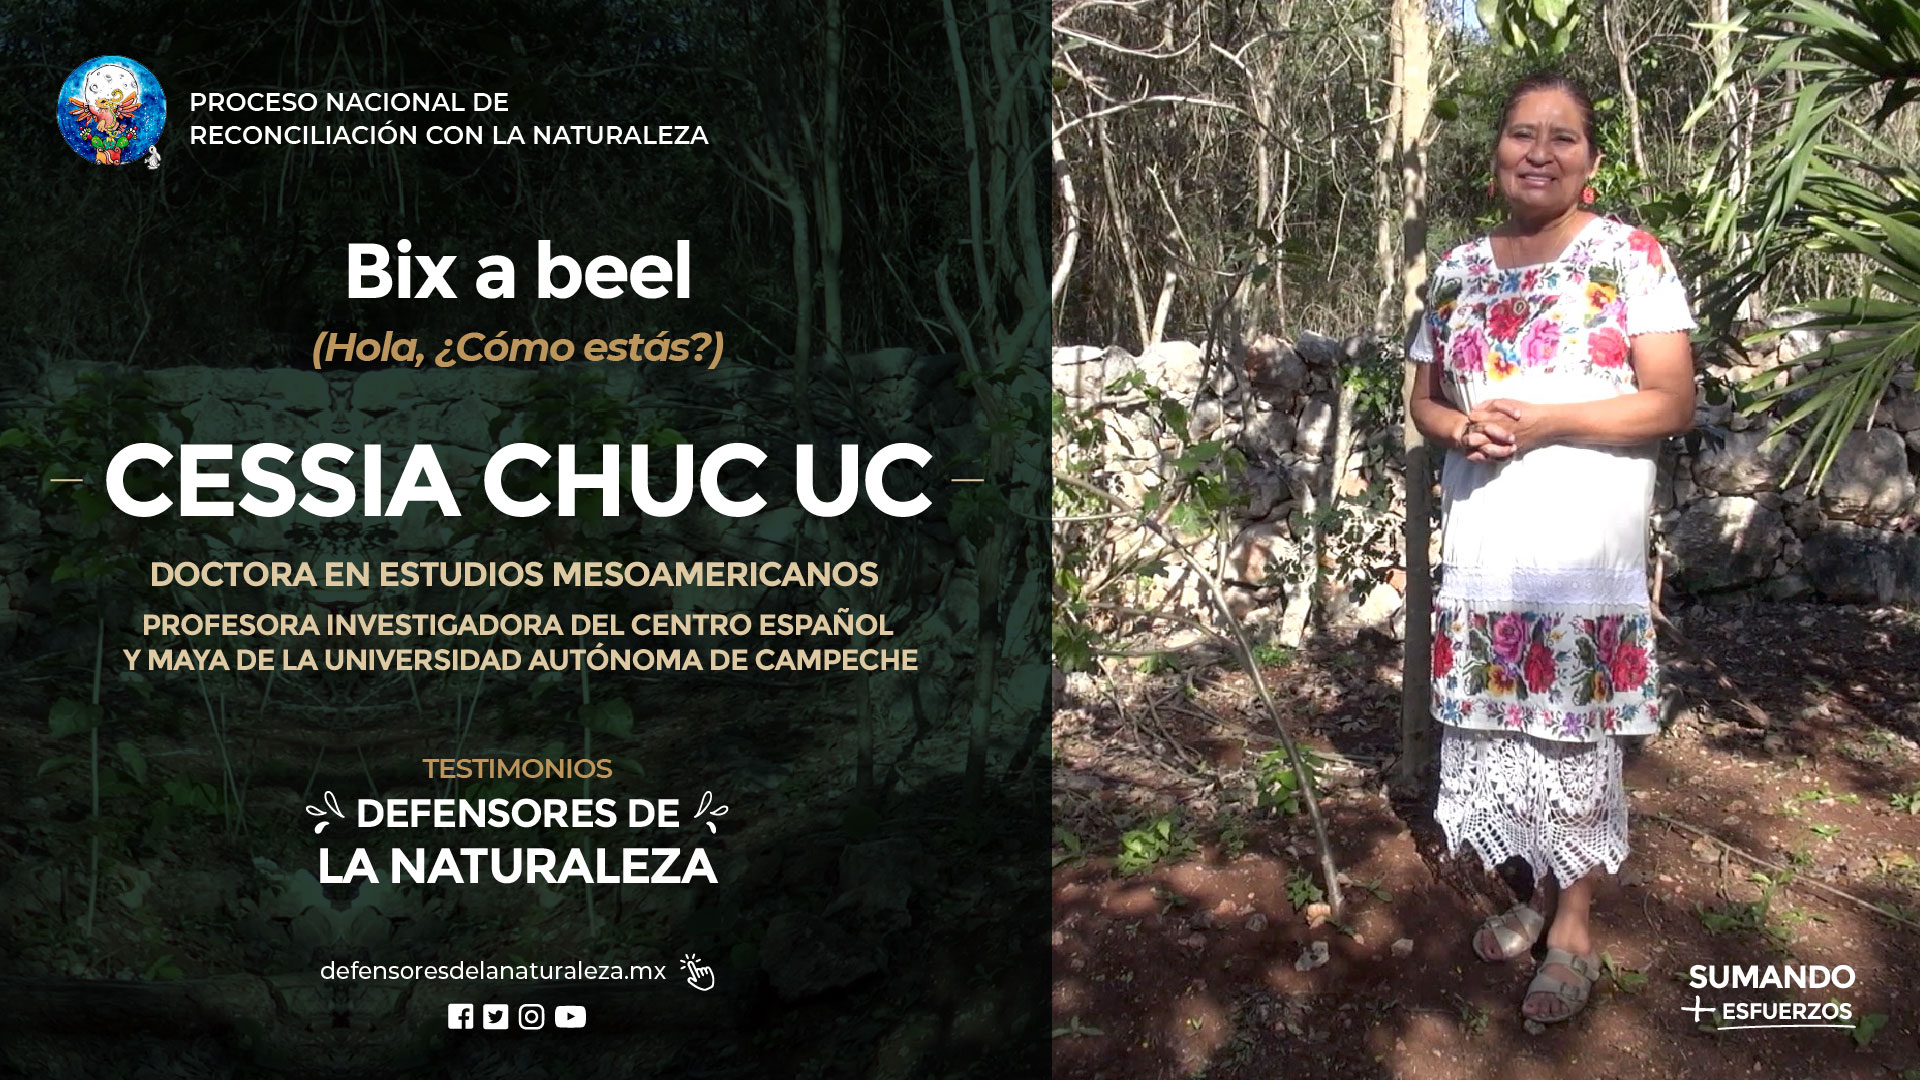 PROCESO NACIONAL DE
RECONCILIACIÓN CON LA NATURALEZA
Bix a beel
(Hola, ¿Cómo estás?)
CESSIA CHUC UC
DOCTORA EN ESTUDIOS MESOAMERICANOS
PROFESORA INVESTIGADORA DEL CENTRO ESPAÑOL
Y MAYA DE LA UNIVERSIDAD AUTÓNOMA DE CAMPECHE
TESTIMONIOS
DEFENSORES DE
LA NATURALEZA
defensoresdelanaturaleza.mx
SUMANDO
+ ESFUERZOS